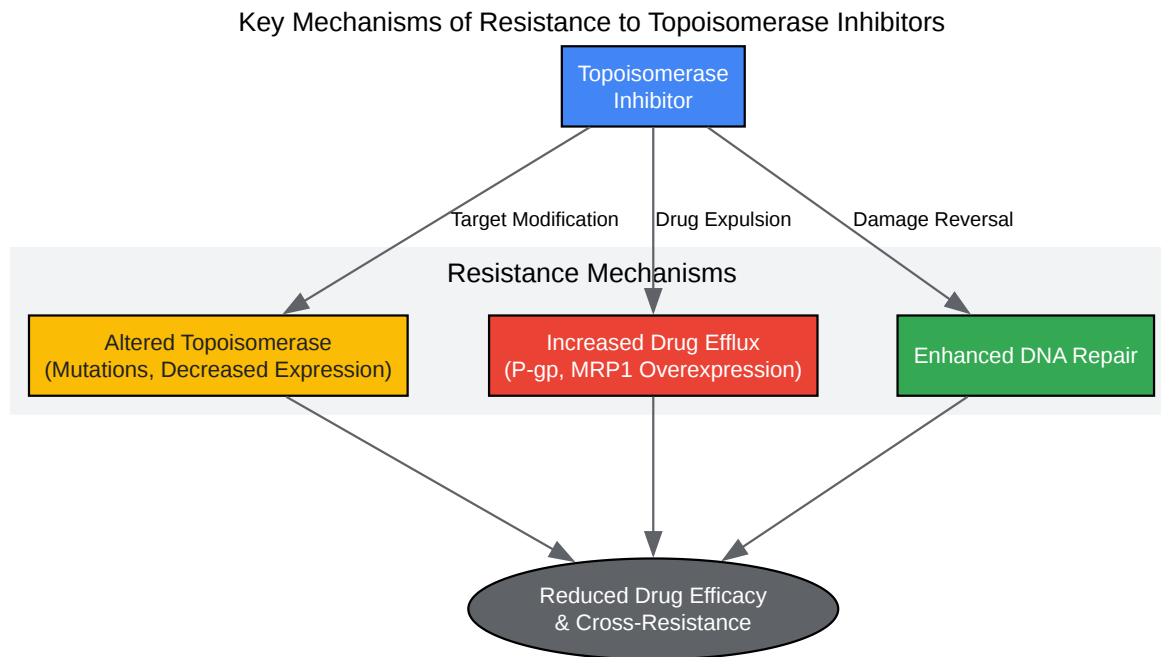 Key Mechanisms of Resistance to Topoisomerase Inhibitors
Topoisomerase
Inhibitor
Target Modification
Drug Expulsion
Damage Reversal
Resistance Mechanisms
Altered Topoisomerase
(Mutations, Decreased Expression)
Increased Drug Efflux
(P-gp, MRP1 Overexpression)
Enhanced DNA Repair
Reduced Drug Efficacy
& Cross-Resistance